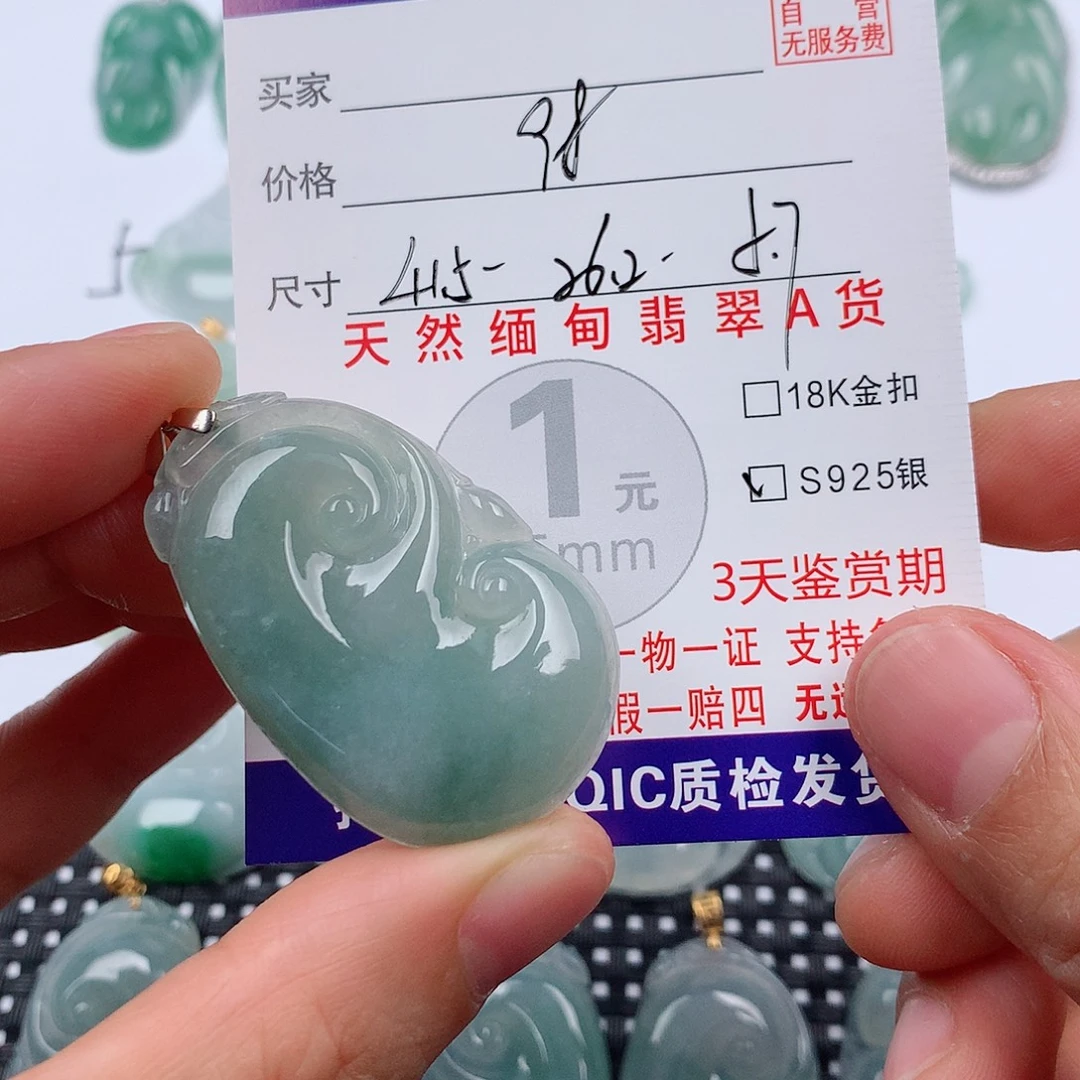 自营
无服务费
买家
价格 98
尺寸 41.5- 26.2- 8.7
天然缅甸翡翠A货
18K金扣
1元
S925银
mm
3天鉴赏期
一物一证 支持
假一赔四 无
QIC质检发货